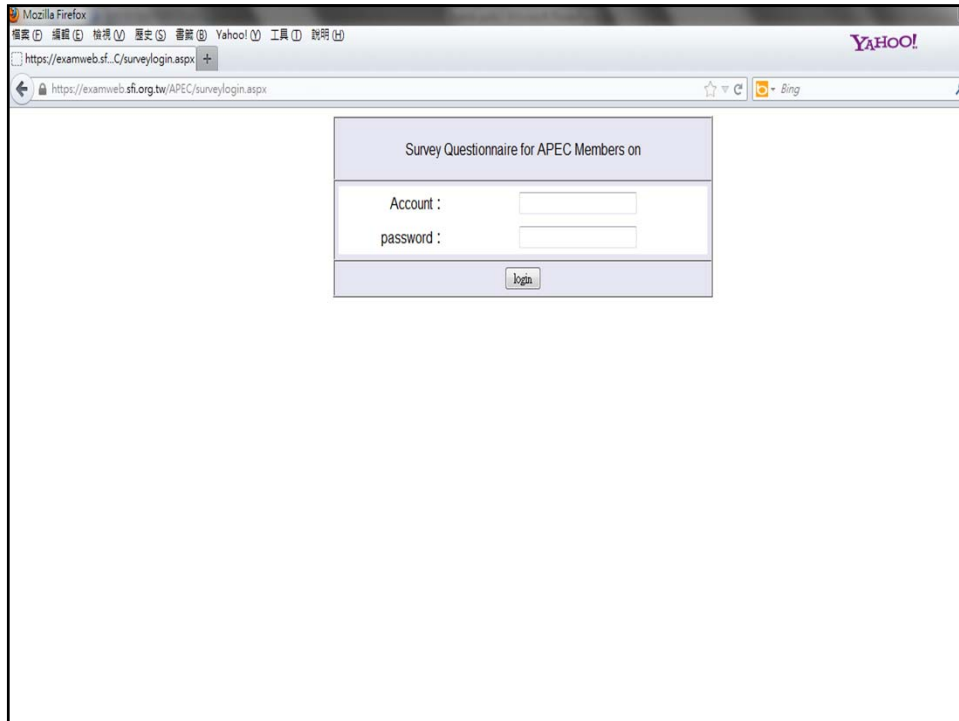 Mozilla Firefox
檔案(F) 編輯(E) 檢視(V) 歷史(S) 書籤(B) Yahoo!(Y) 工具(T) 說明(H)
YAHOO!
https://examweb.sf...C/surveylogin.aspx +
https://examweb.sfi.org.tw/APEC/surveylogin.aspx
Bing
Survey Questionnaire for APEC Members on
Account :
password :
login